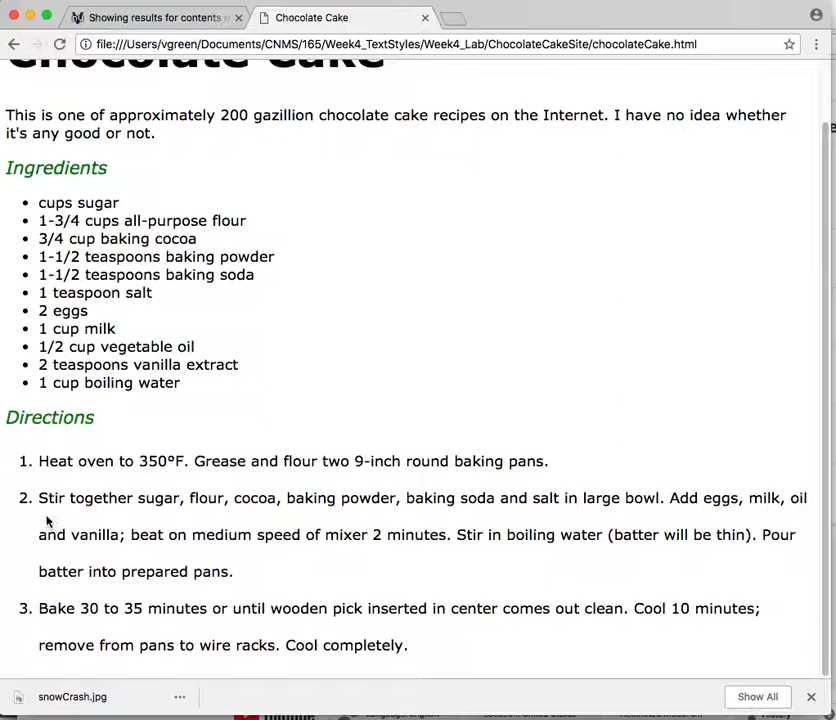 Showing results for contents
Chocolate Cake
file:///Users/vgreen/Documents/CNMS/165/Week4_TextStyles/Week4_Lab/ChocolateCakeSite/chocolateCake.html
Chocolate Cake
This is one of approximately 200 gazillion chocolate cake recipes on the Internet. I have no idea whether
it's any good or not.
Ingredients
• cups sugar
• 1-3/4 cups all-purpose flour
• 3/4 cup baking cocoa
• 1-1/2 teaspoons baking powder
• 1-1/2 teaspoons baking soda
• 1 teaspoon salt
• 2 eggs
• 1 cup milk
• 1/2 cup vegetable oil
• 2 teaspoons vanilla extract
• 1 cup boiling water
Directions
1. Heat oven to 350°F. Grease and flour two 9-inch round baking pans.
2. Stir together sugar, flour, cocoa, baking powder, baking soda and salt in large bowl. Add eggs, milk, oil
and vanilla; beat on medium speed of mixer 2 minutes. Stir in boiling water (batter will be thin). Pour
batter into prepared pans.
3. Bake 30 to 35 minutes or until wooden pick inserted in center comes out clean. Cool 10 minutes;
remove from pans to wire racks. Cool completely.
snowCrash.jpg
Show All